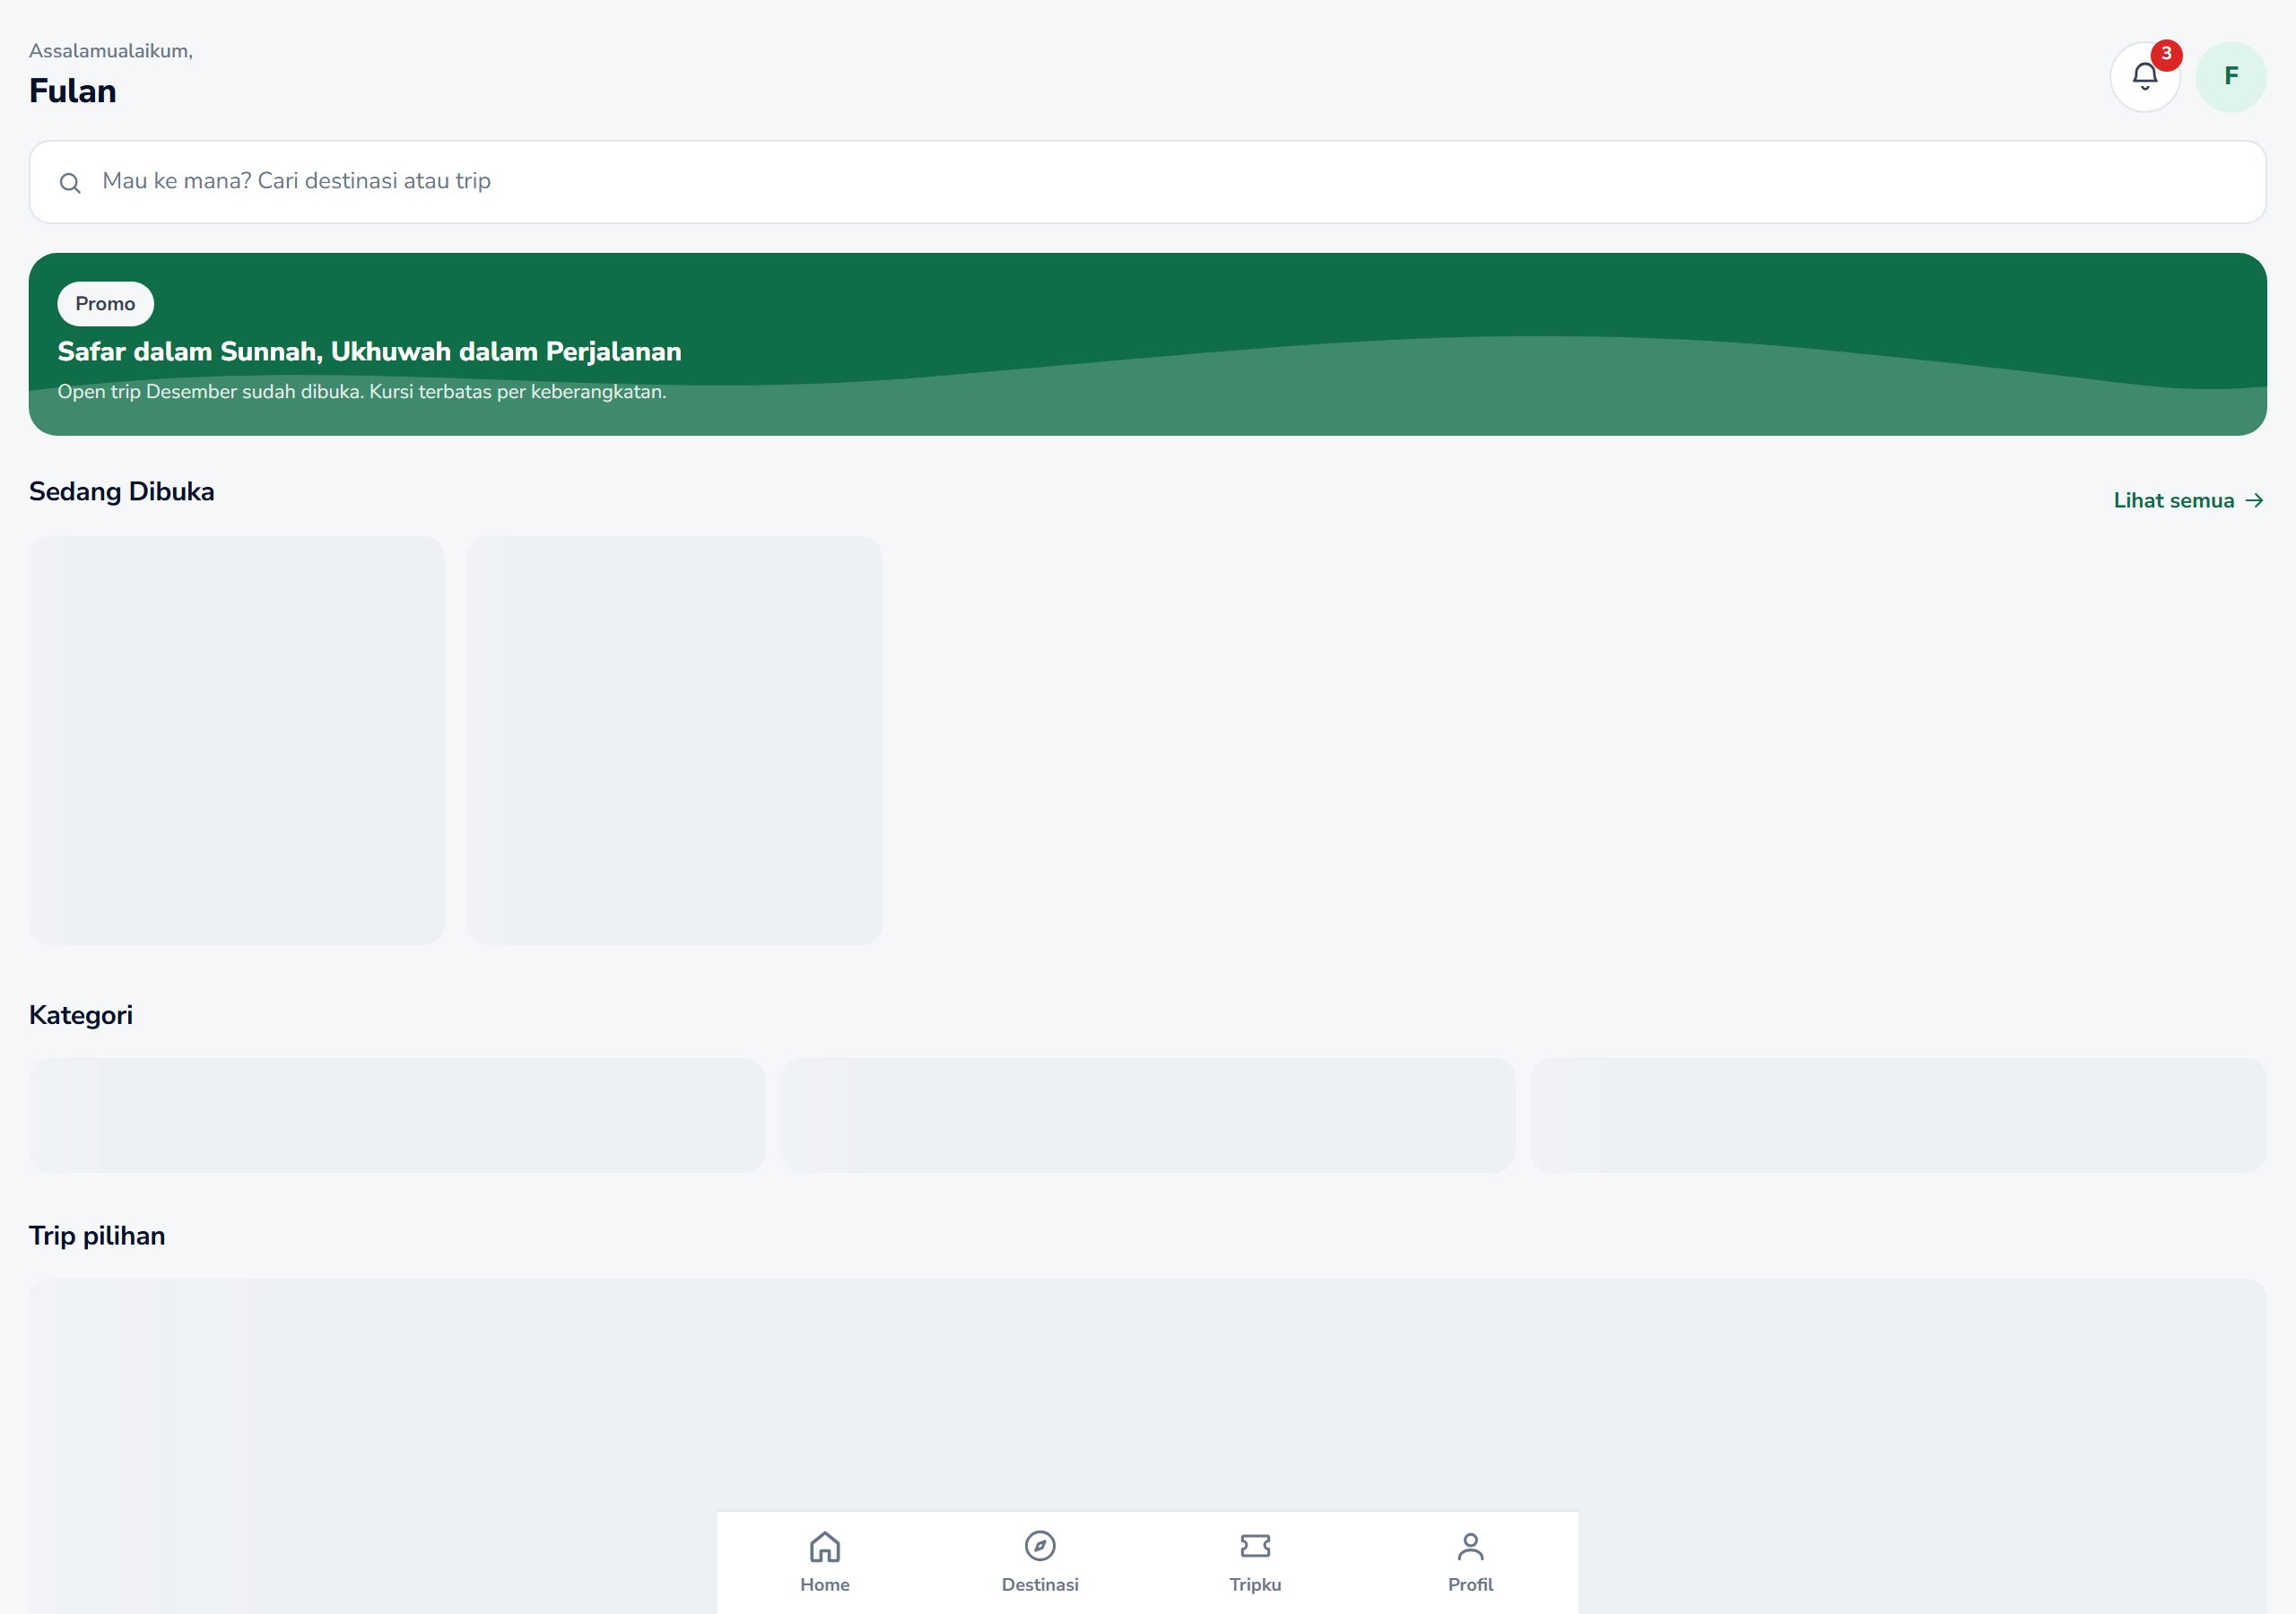 Assalamualaikum,
Fulan
3
F
Mau ke mana? Cari destinasi atau trip
Promo
Safar dalam Sunnah, Ukhuwah dalam Perjalanan
Open trip Desember sudah dibuka. Kursi terbatas per keberangkatan.
Sedang Dibuka
Lihat semua →
Kategori
Trip pilihan
Home
Destinasi
Tripku
Profil